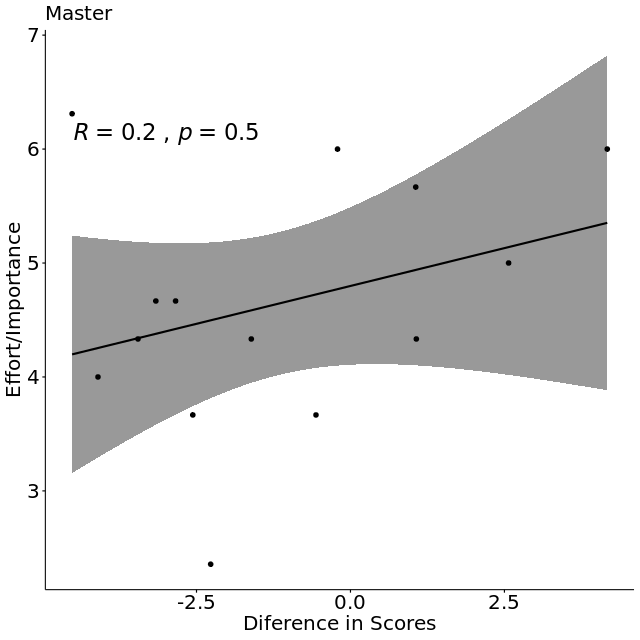 Master
R = 0.2 , p = 0.5
Effort/Importance
7
6
5
4
3
-2.5 0.0 2.5
Diference in Scores